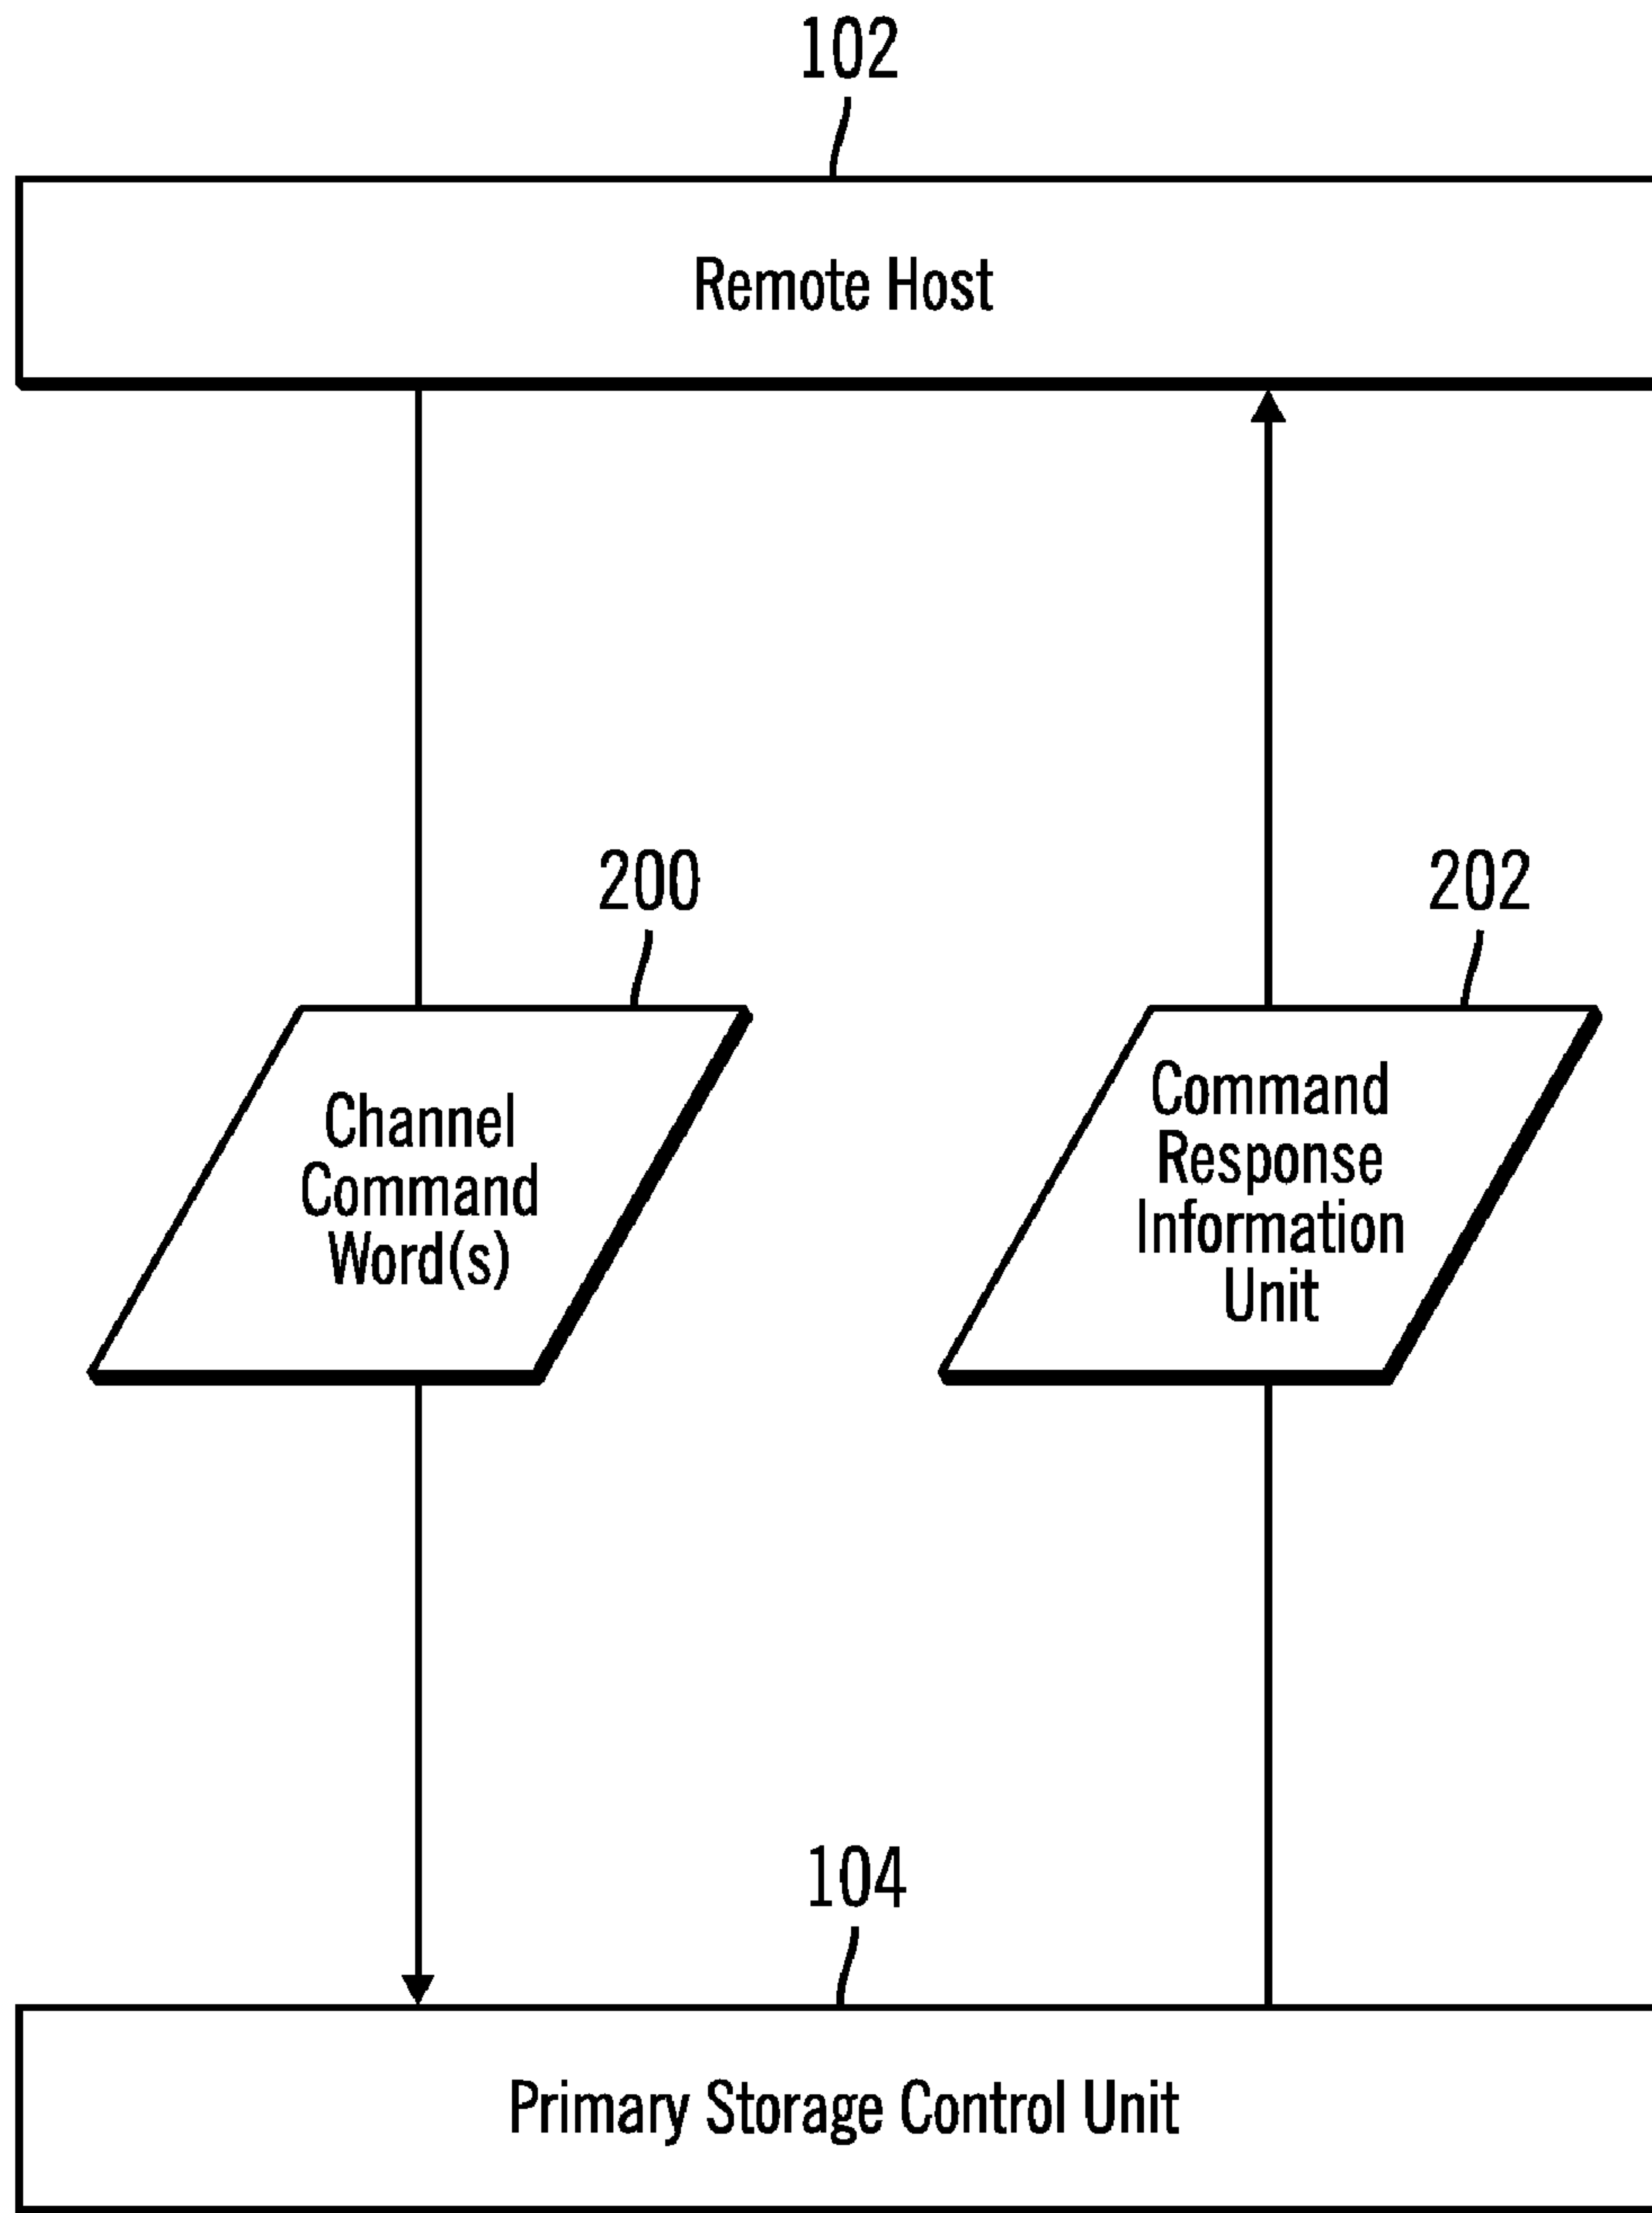 102
Remote Host
200
202
Channel
Command
Word(s)
Command
Response
Information
Unit
104
Primary Storage Control Unit